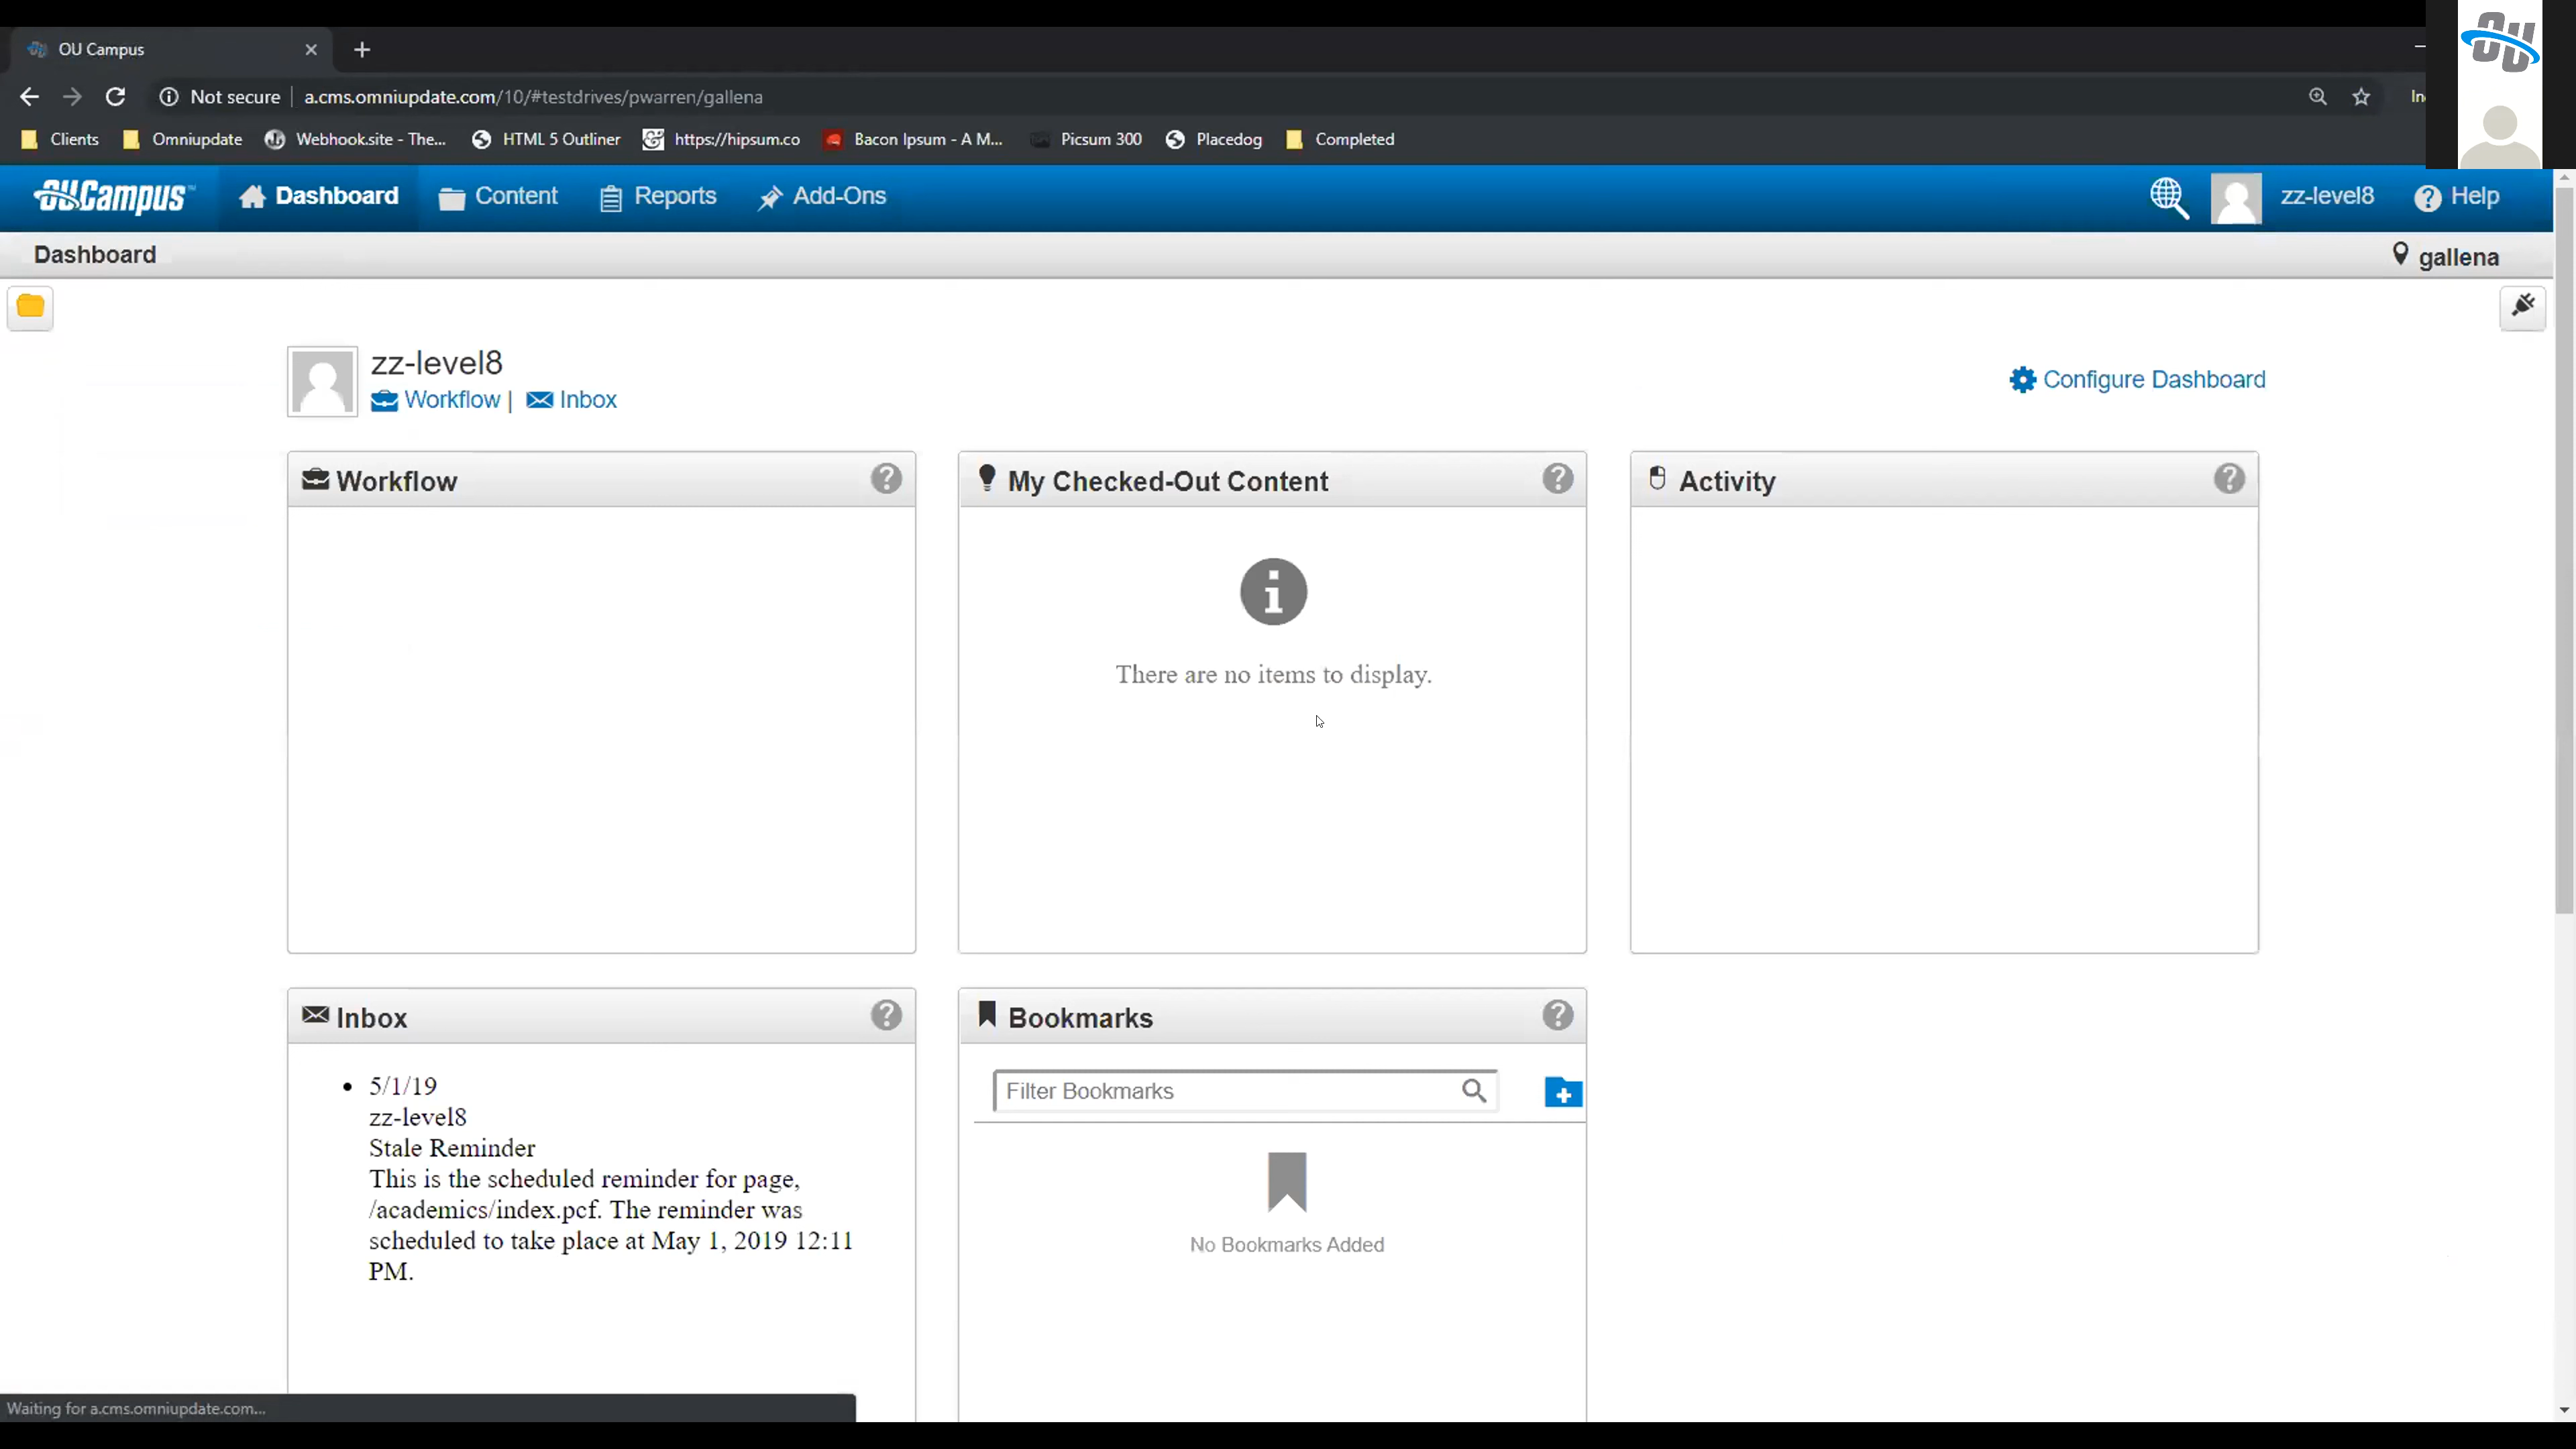 OU Campus
Not secure a.cms.omniupdate.com/10/#testdrives/pwarren/gallena
Clients Omniupdate Webhook.site - The... HTML 5 Outliner https://hipsum.co Bacon Ipsum - A M... Picsum 300 Placedog Completed
OU
OUCampus Dashboard Content Reports Add-Ons zz-level8 Help
Dashboard gallena
zz-level8
Workflow | Inbox Configure Dashboard
Workflow
My Checked-Out Content
There are no items to display.
Activity
Inbox
5/1/19
zz-level8
Stale Reminder
This is the scheduled reminder for page,
/academics/index.pcf. The reminder was
scheduled to take place at May 1, 2019 12:11
PM.
Bookmarks
Filter Bookmarks
No Bookmarks Added
Waiting for a.cms.omniupdate.com...